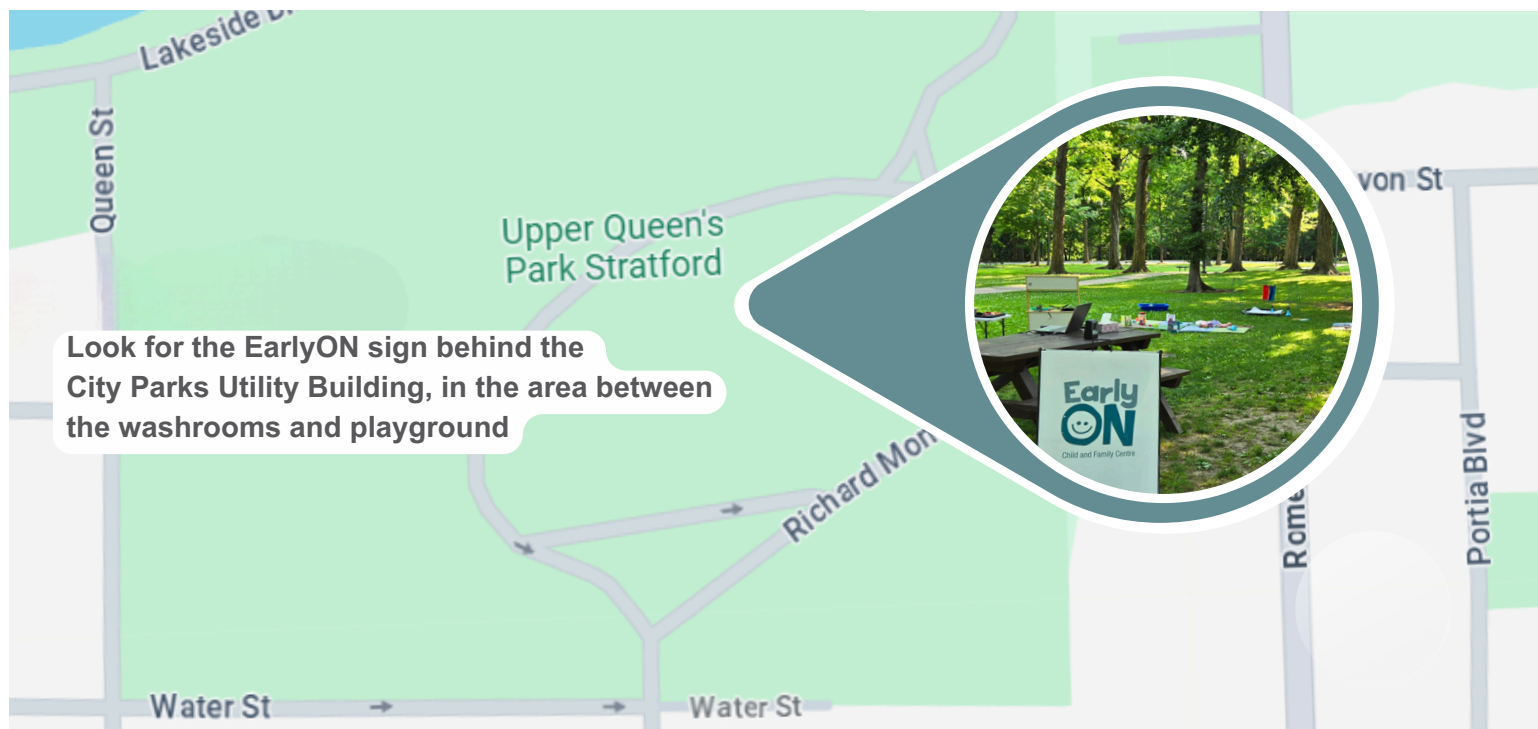 Lakeside
Queen St
von St
Upper Queen's
Park Stratford
Look for the EarlyON sign behind the
City Parks Utility Building, in the area between
the washrooms and playground
Early
ON
Child and Family Centre
Richard Mon
Rome
Portia Blvd
Water St
Water St